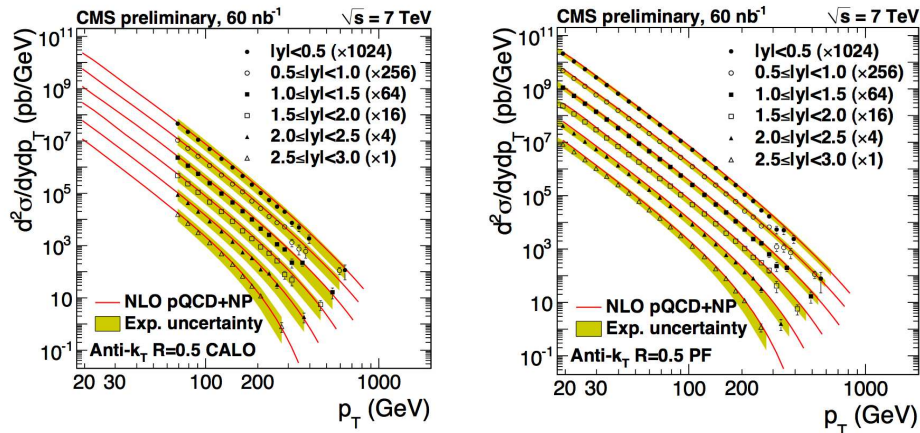 CMS preliminary, 60 nb⁻¹ √s = 7 TeV
d²σ/dydp_T (pb/GeV)
10¹¹
10⁹
10⁷
10⁵
10³
10
10⁻¹
|y|<0.5 (×1024)
0.5≤|y|<1.0 (×256)
1.0≤|y|<1.5 (×64)
1.5≤|y|<2.0 (×16)
2.0≤|y|<2.5 (×4)
2.5≤|y|<3.0 (×1)
NLO pQCD+NP
Exp. uncertainty
Anti-k_T R=0.5 CALO
20 30 100 200 1000
p_T (GeV)
CMS preliminary, 60 nb⁻¹ √s = 7 TeV
d²σ/dydp_T (pb/GeV)
10¹¹
10⁹
10⁷
10⁵
10³
10
10⁻¹
|y|<0.5 (×1024)
0.5≤|y|<1.0 (×256)
1.0≤|y|<1.5 (×64)
1.5≤|y|<2.0 (×16)
2.0≤|y|<2.5 (×4)
2.5≤|y|<3.0 (×1)
NLO pQCD+NP
Exp. uncertainty
Anti-k_T R=0.5 PF
20 30 100 200 1000
p_T (GeV)